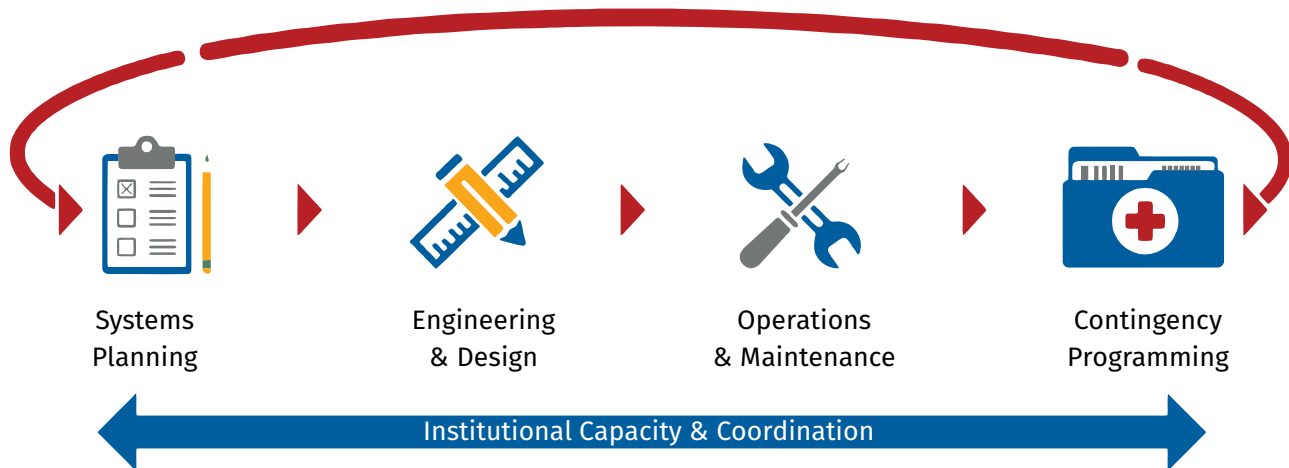 Systems
Planning
Engineering
& Design
Operations
& Maintenance
Contingency
Programming
Institutional Capacity & Coordination